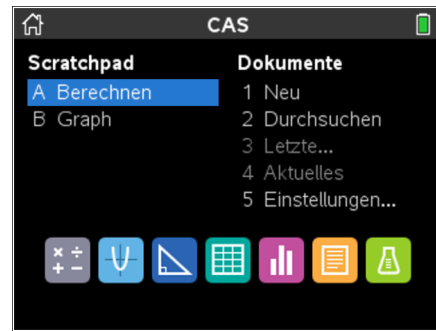 CAS
Scratchpad
A Berechnen
B Graph
Dokumente
1 Neu
2 Durchsuchen
3 Letzte...
4 Aktuelles
5 Einstellungen...